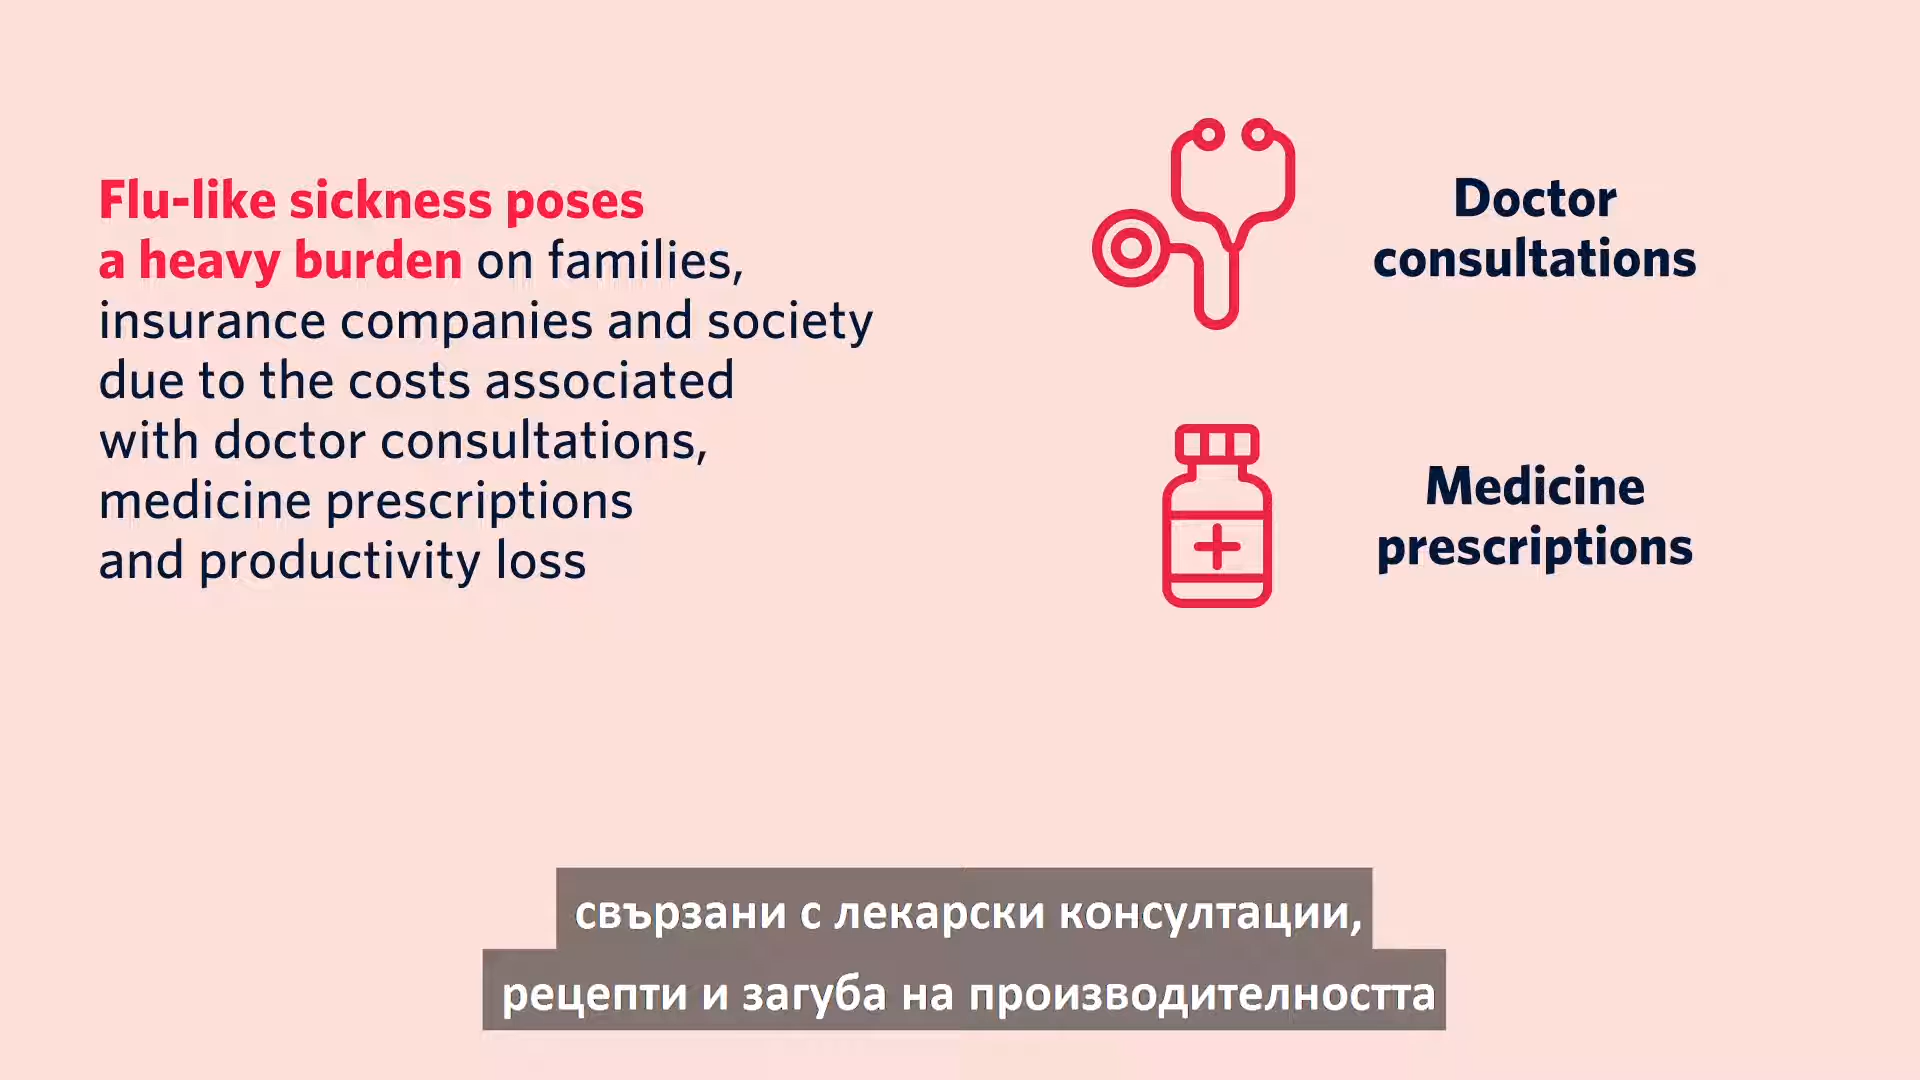 Flu-like sickness poses
a heavy burden on families,
insurance companies and society
due to the costs associated
with doctor consultations,
medicine prescriptions
and productivity loss
Doctor
consultations
Medicine
prescriptions
свързани с лекарски консултации,
рецепти и загуба на производителността